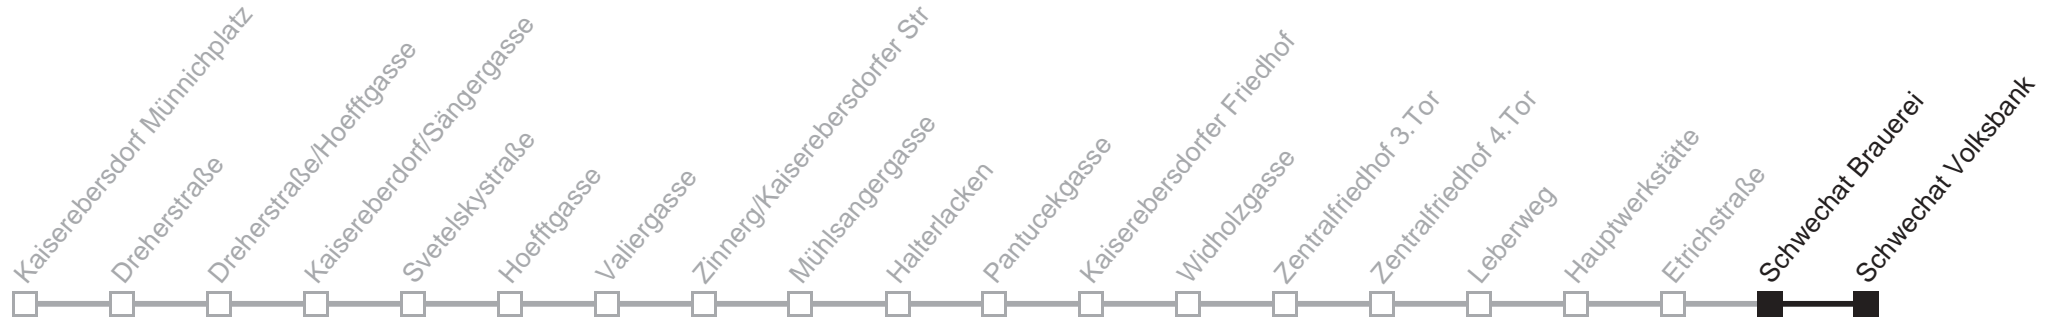 Kaiserebersdorf Münnichplatz
Dreherstraße
Dreherstraße/Hoefftgasse
Kaisereberdorf/Sängergasse
Svetelskystraße
Hoefftgasse
Valiergasse
Zinnerg/Kaiserebersdorfer Str
Mühlsangergasse
Halterlacken
Pantucekgasse
Kaiserebersdorfer Friedhof
Widholzgasse
Zentralfriedhof 3.Tor
Zentralfriedhof 4.Tor
Leberweg
Hauptwerkstätte
Etrichstraße
Schwechat Brauerei
Schwechat Volksbank